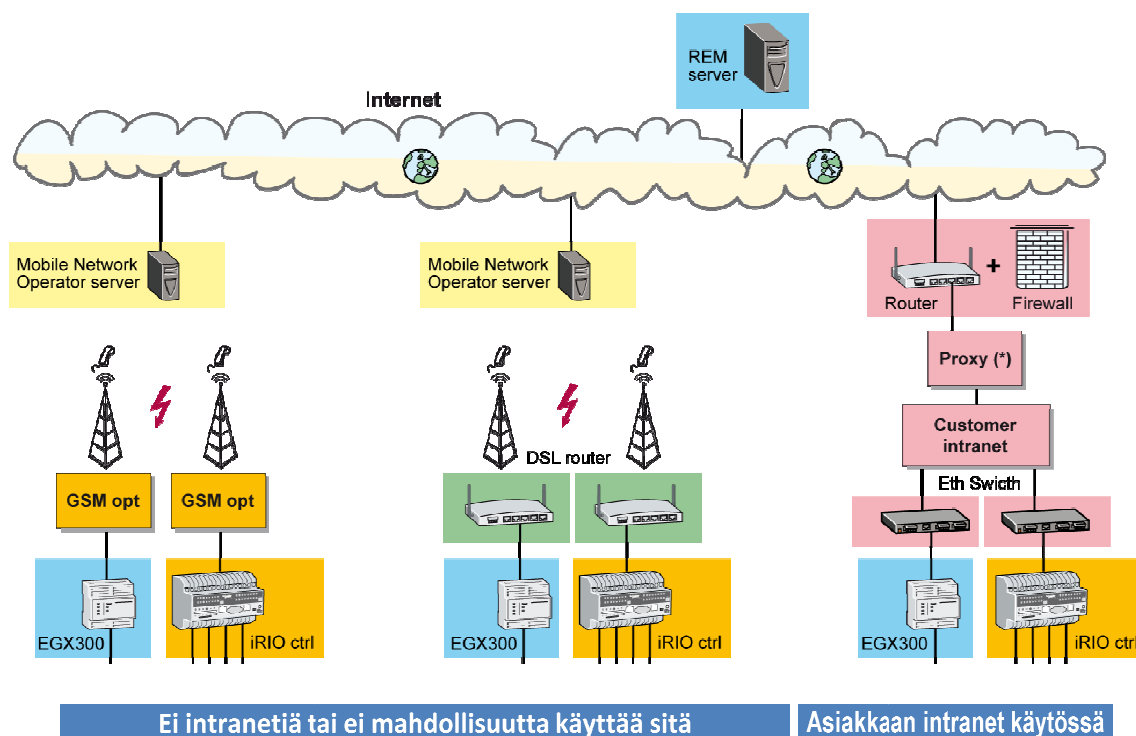 REM
server
Internet
Mobile Network
Operator server
Mobile Network
Operator server
+
Router
Firewall
Proxy (*)
Customer
intranet
DSL router
Eth Swicth
GSM opt
GSM opt
EGX300
iRIO ctrl
EGX300
iRIO ctrl
EGX300
iRIO ctrl
Ei intranetiä tai ei mahdollisuutta käyttää sitä
Asiakkaan intranet käytössä